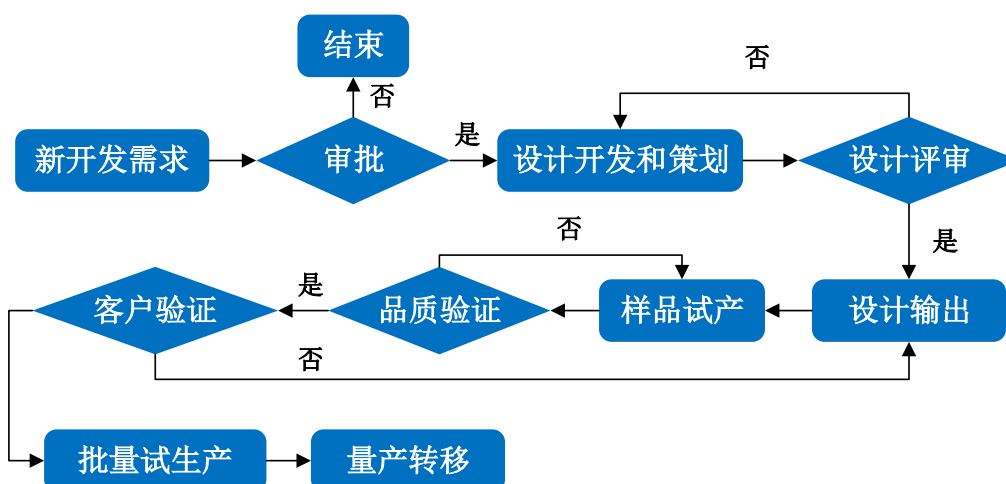 结束
否
否
新开发需求
审批
是
设计开发和策划
设计评审
否
是
客户验证
是
品质验证
样品试产
设计输出
否
批量试生产
量产转移